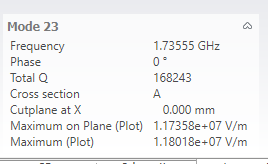 Mode 23
Frequency 1.73555 GHz
Phase 0 °
Total Q 168243
Cross section A
Cutplane at X 0.000 mm
Maximum on Plane (Plot) 1.17358e+07 V/m
Maximum (Plot) 1.18018e+07 V/m